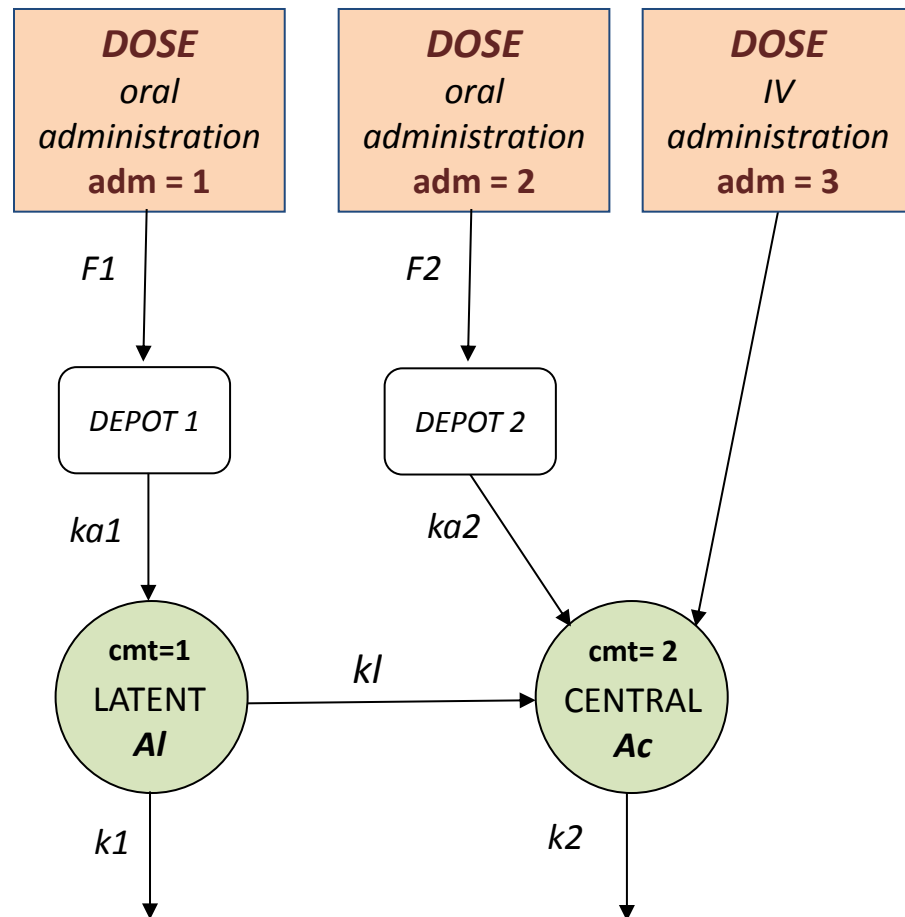 DOSE
oral
administration
adm = 1
DOSE
oral
administration
adm = 2
DOSE
IV
administration
adm = 3
F1
F2
DEPOT 1
DEPOT 2
ka1
ka2
cmt=1
LATENT
Al
kl
cmt= 2
CENTRAL
Ac
k1
k2